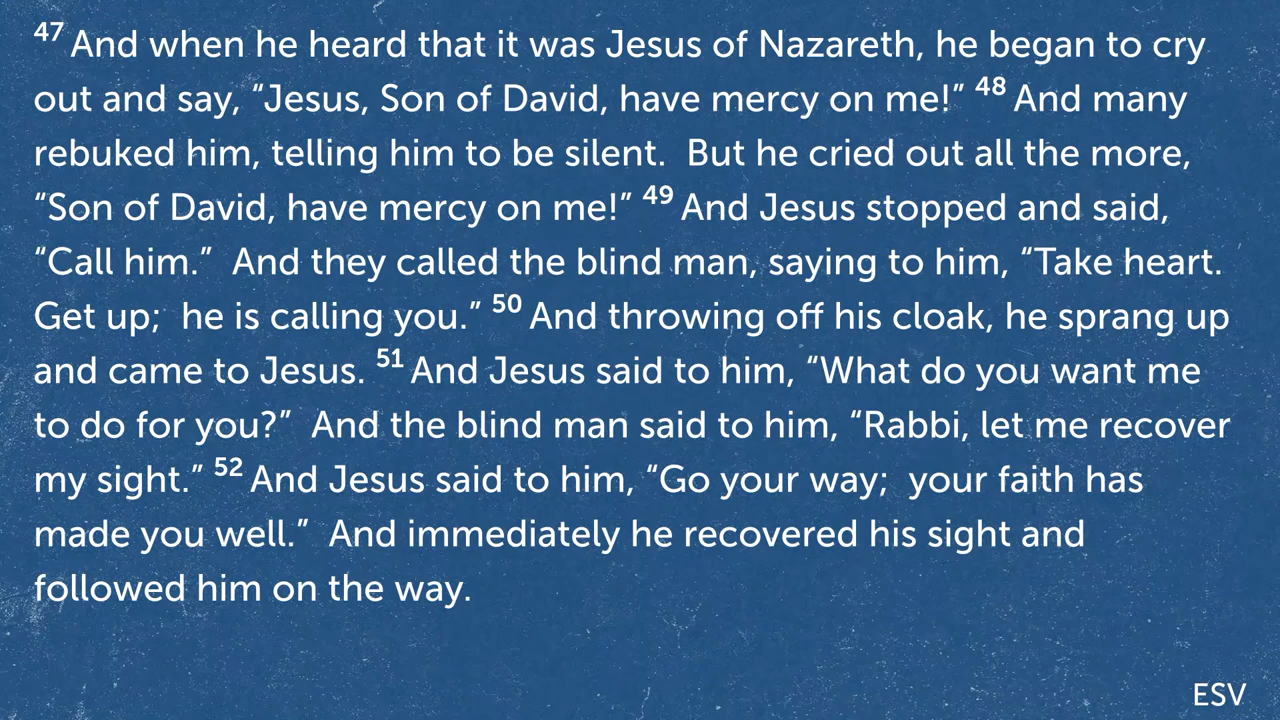 47 And when he heard that it was Jesus of Nazareth, he began to cry
out and say, “Jesus, Son of David, have mercy on me!” 48 And many
rebuked him, telling him to be silent.  But he cried out all the more,
“Son of David, have mercy on me!” 49 And Jesus stopped and said,
“Call him.”  And they called the blind man, saying to him, “Take heart.
Get up;  he is calling you.” 50 And throwing off his cloak, he sprang up
and came to Jesus. 51 And Jesus said to him, “What do you want me
to do for you?”  And the blind man said to him, “Rabbi, let me recover
my sight.” 52 And Jesus said to him, “Go your way;  your faith has
made you well.”  And immediately he recovered his sight and
followed him on the way.
ESV